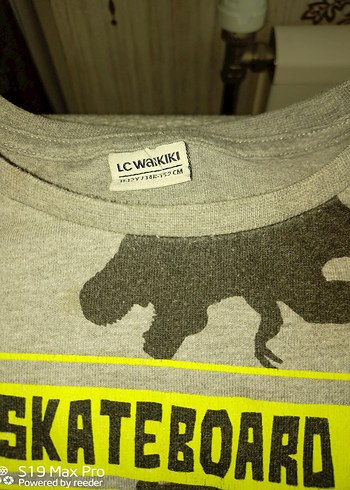 LC WAIKIKI
SKATEBOARD
S19 Max Pro
Powered by reeder